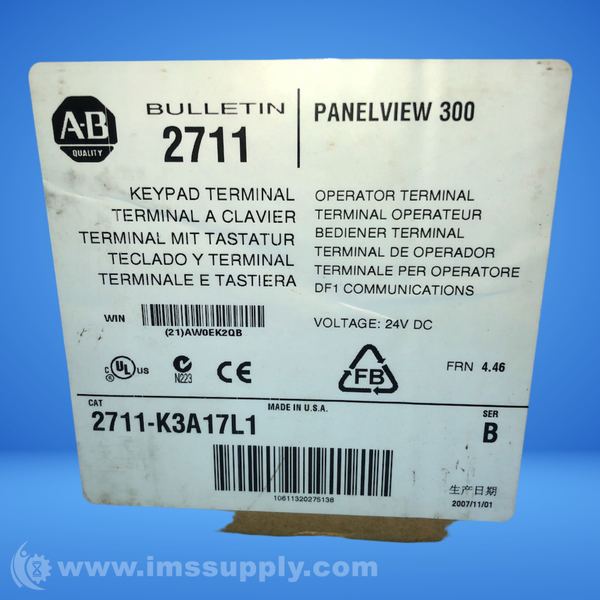 A-B
QUALITY
BULLETIN
2711
PANELVIEW 300
KEYPAD TERMINAL
TERMINAL A CLAVIER
TERMINAL MIT TASTATUR
TECLADO Y TERMINAL
TERMINALE E TASTIERA
OPERATOR TERMINAL
TERMINAL OPERATEUR
BEDIENER TERMINAL
TERMINAL DE OPERADOR
TERMINALE PER OPERATORE
DF1 COMMUNICATIONS
WIN
(21)AW0EK2QB
VOLTAGE: 24V DC
C UL US
N223
CE
FB
FRN 4.46
CAT
MADE IN U.S.A.
SER
2711-K3A17L1
B
10611320275138
生产日期
2007/11/01
IMS
www.imssupply.com